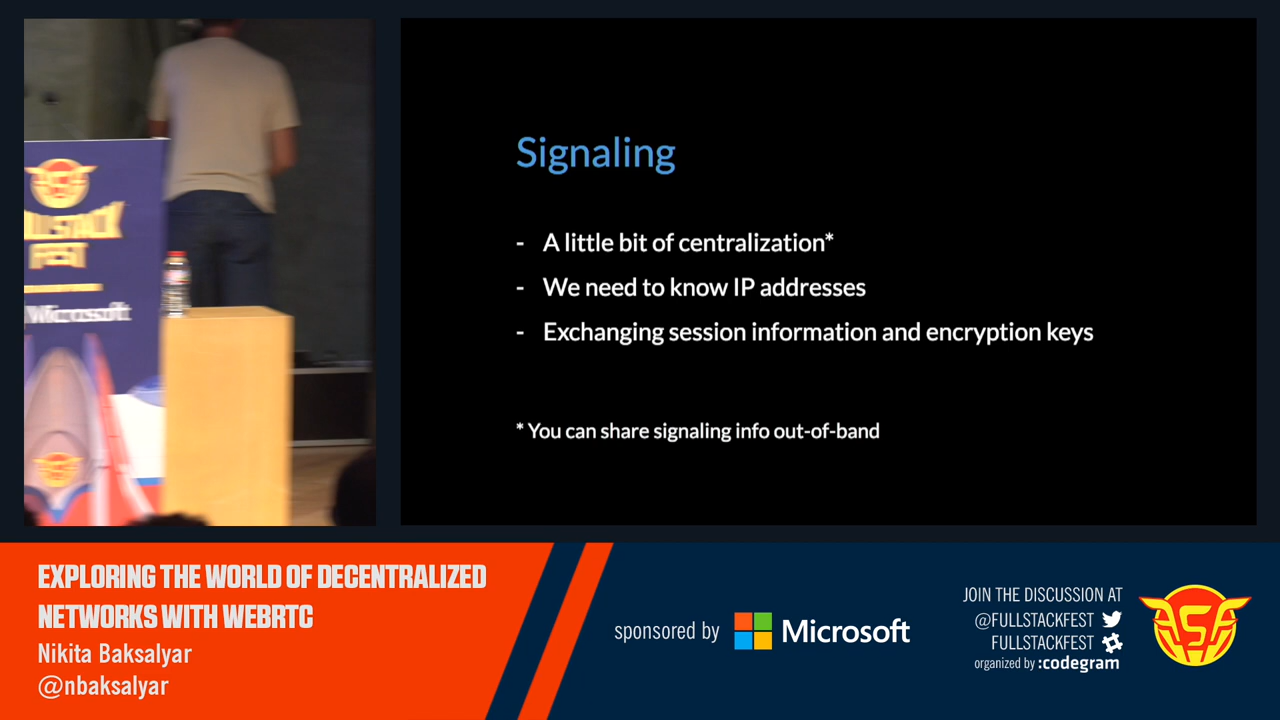 FEST
Microsoft
Signaling
- A little bit of centralization*
- We need to know IP addresses
- Exchanging session information and encryption keys
* You can share signaling info out-of-band
EXPLORING THE WORLD OF DECENTRALIZED
NETWORKS WITH WEBRTC
Nikita Baksalyar
@nbaksalyar
sponsored by Microsoft
JOIN THE DISCUSSION AT
@FULLSTACKFEST
FULLSTACKFEST
organized by :codegram